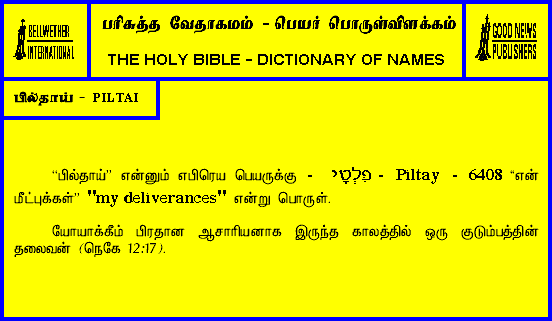 BELLWETHER
INTERNATIONAL
பரிசுத்த வேதாகமம் - பெயர் பொருள்விளக்கம்
THE HOLY BIBLE - DICTIONARY OF NAMES
GOOD NEWS
PUBLISHERS
பில்தாய் - PILTAI
“பில்தாய்” என்னும் எபிரெய பெயருக்கு - פִּלְטָי - Piltay - 6408 “என்
மீட்புக்கள்” "my deliverances" என்று பொருள்.
யோயாக்கீம் பிரதான ஆசாரியனாக இருந்த காலத்தில் ஒரு குடும்பத்தின்
தலைவன் (நெகே 12:17).